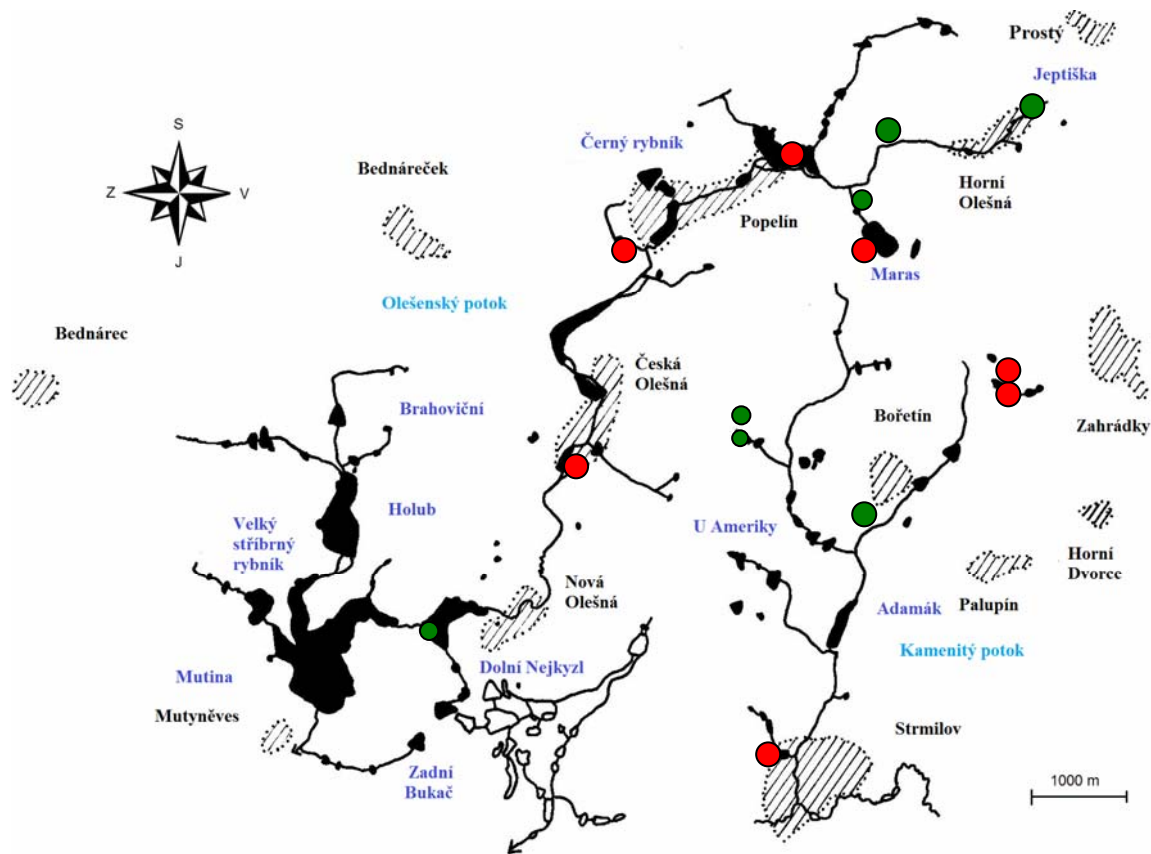 Prostý
Jeptiška
S
Z
V
J
Černý rybník
Bednáreček
Horní
Olešná
Popelín
Maras
Olešenský potok
Bednárec
Česká
Olešná
Brahoviční
Bořetín
Zahrádky
Holub
Velký
stříbrný
rybník
U Ameriky
Horní
Dvorcc
Nová
Olešná
Palupín
Adamák
Kamenitý potok
Dolní Nejkyzl
Mutina
Mutyněves
Strmilov
Zadní
Bukač
1000 m